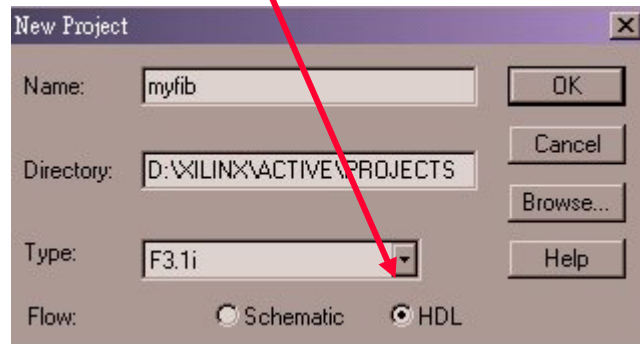 New Project
Name: myfib OK
Cancel
Directory: D:\XILINX\ACTIVE\PROJECTS
Browse...
Type: F3.1i Help
Flow: Schematic HDL